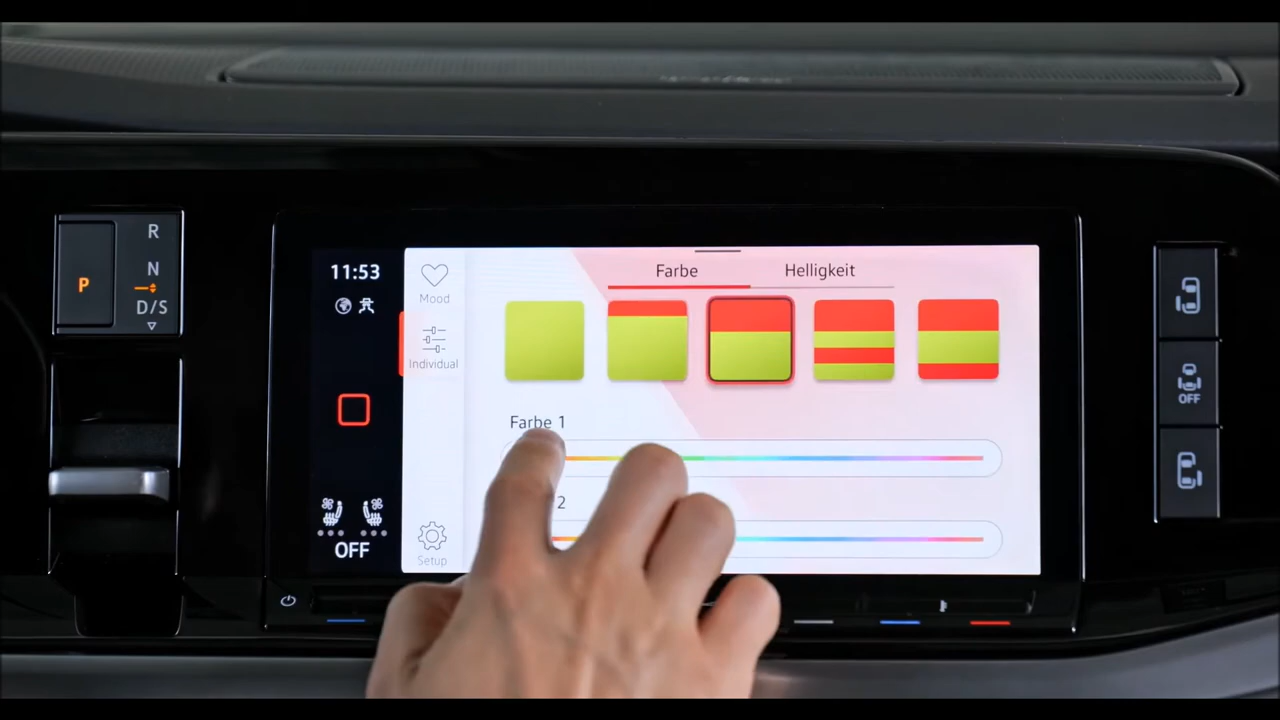 R
N
P
D/S
11:53
OFF
Mood
Individual
Setup
Farbe
Helligkeit
Farbe 1
2
OFF